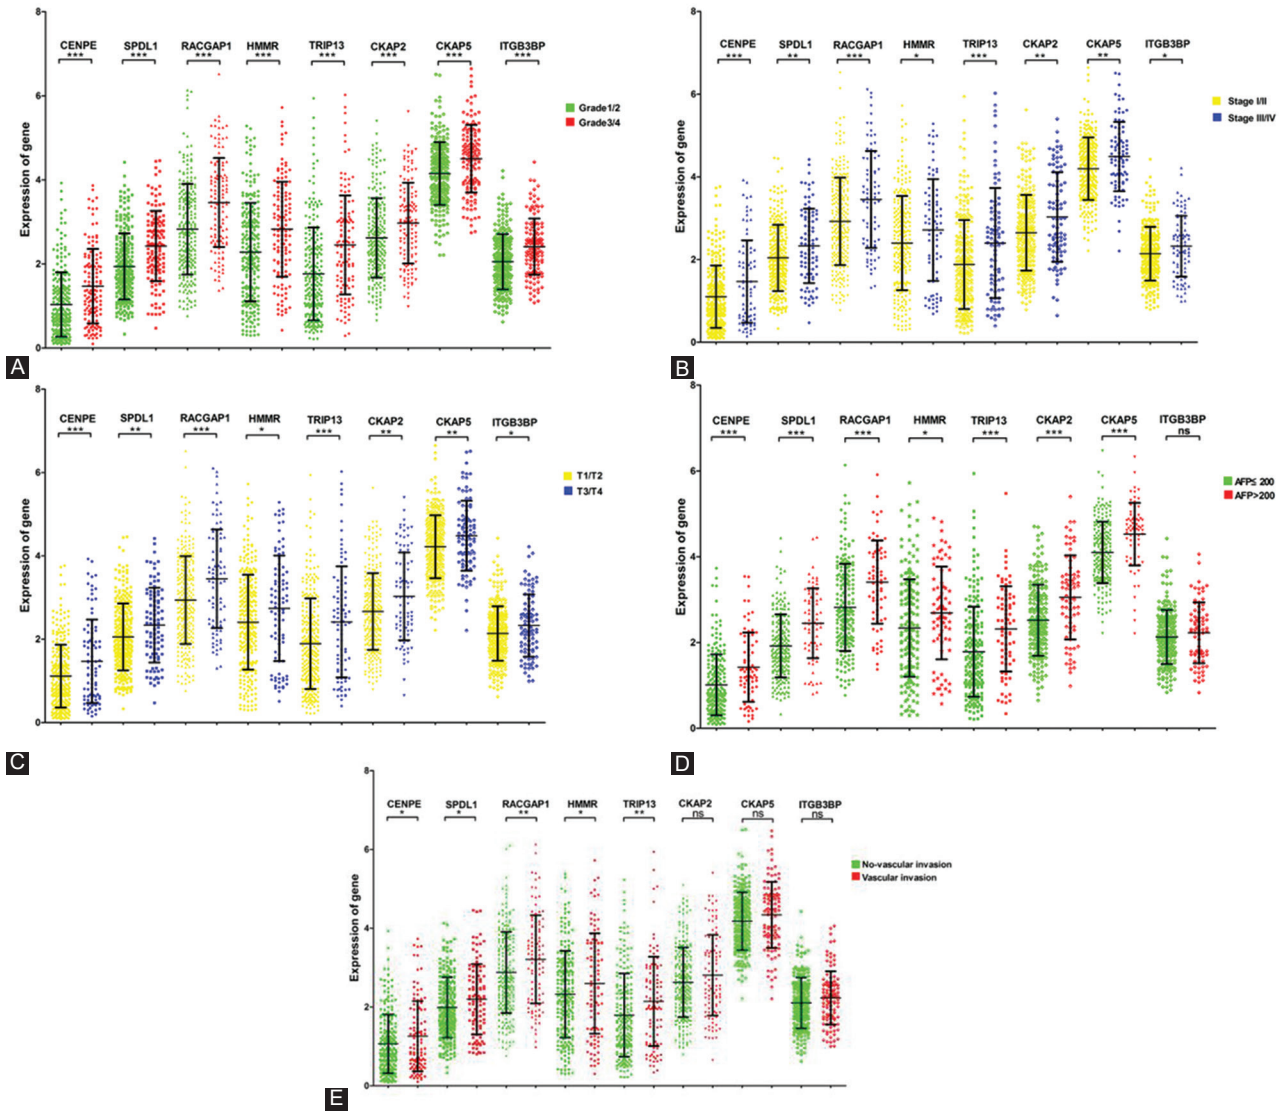 8
CENPE SPDL1 RACGAP1 HMMR TRIP13 CKAP2 CKAP5 ITGB3BP
*** *** *** *** *** *** *** ***
6
Grade1/2
Grade3/4
Expression of gene
4
2
0
A
8
CENPE SPDL1 RACGAP1 HMMR TRIP13 CKAP2 CKAP5 ITGB3BP
*** ** *** * *** ** ** *
6
Stage I/II
Stage III/IV
Expression of gene
4
2
0
B
8
CENPE SPDL1 RACGAP1 HMMR TRIP13 CKAP2 CKAP5 ITGB3BP
*** ** *** * *** ** ** *
6
T1/T2
T3/T4
Expression of gene
4
2
0
C
8
CENPE SPDL1 RACGAP1 HMMR TRIP13 CKAP2 CKAP5 ITGB3BP
*** *** *** * *** *** *** ns
6
AFP≤ 200
AFP>200
Expression of gene
4
2
0
D
8
CENPE SPDL1 RACGAP1 HMMR TRIP13 CKAP2 CKAP5 ITGB3BP
* * ** * ** ns ns ns
6
No-vascular invasion
Vascular invasion
Expression of gene
4
2
0
E